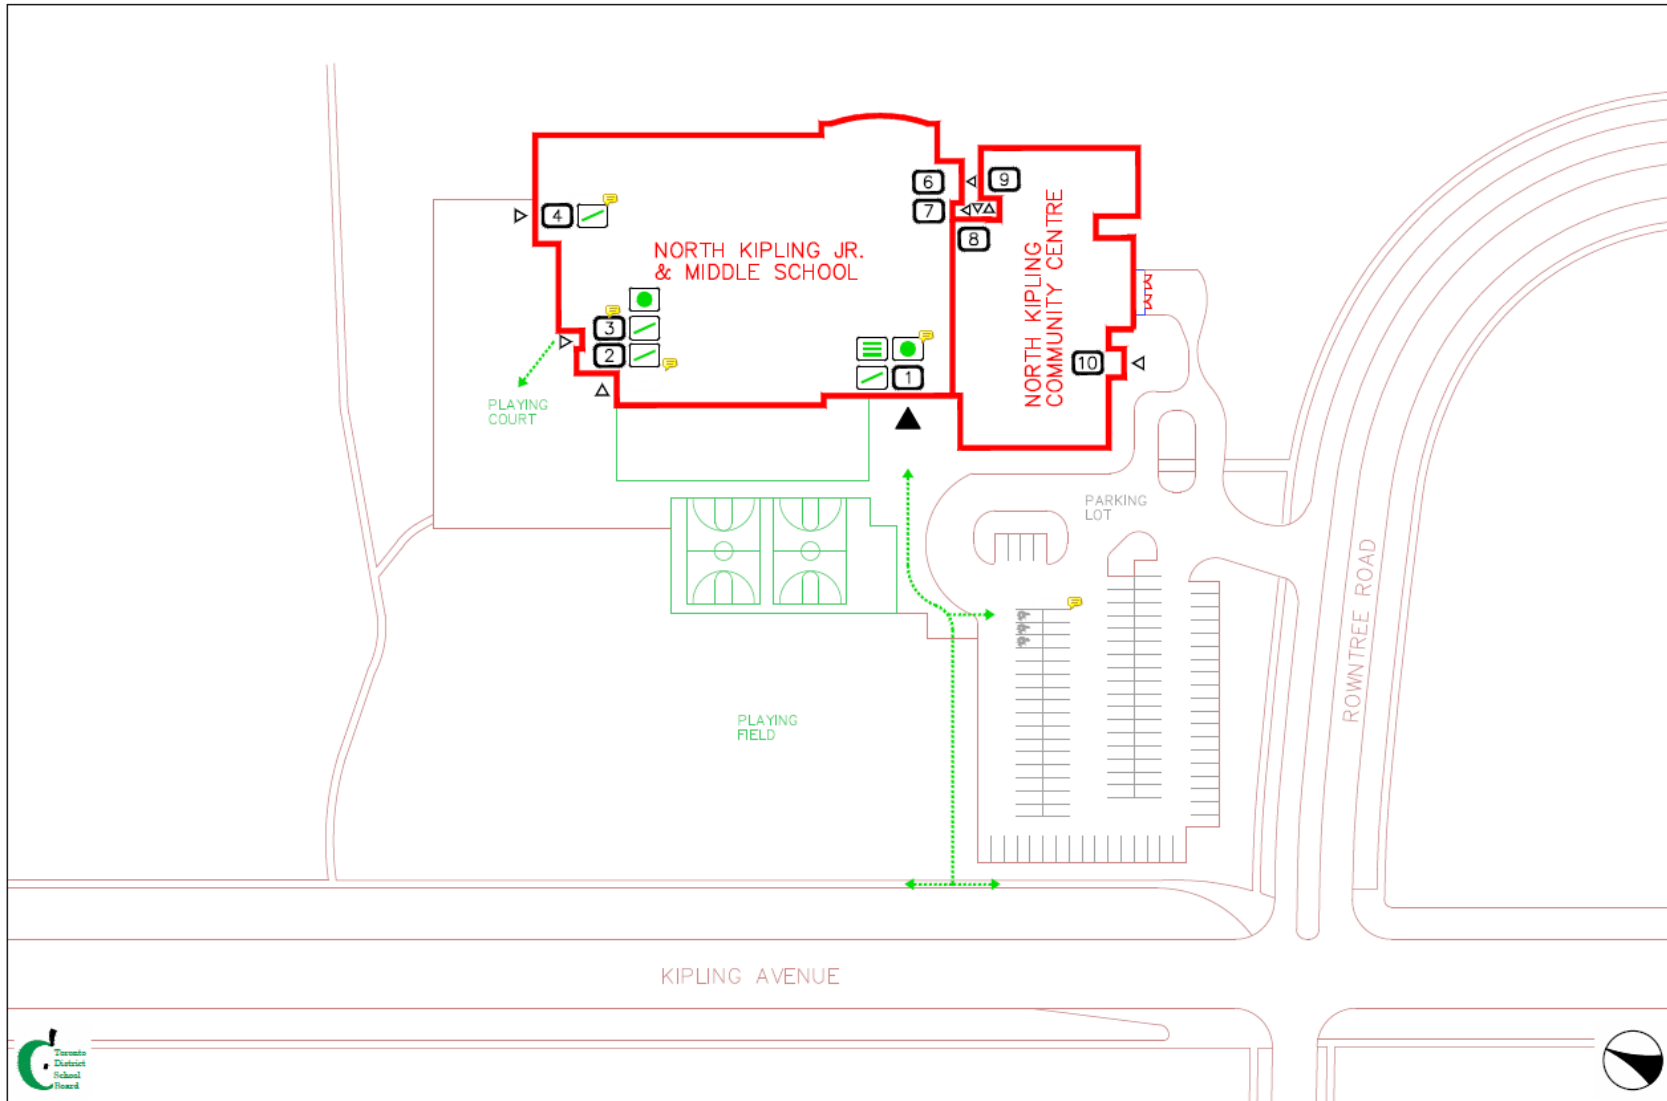 6
9
4
7
8
NORTH KIPLING JR.
& MIDDLE SCHOOL
NORTH KIPLING
COMMUNITY CENTRE
3
2
10
1
PLAYING
COURT
PARKING
LOT
ROWNTREE ROAD
PLAYING
FIELD
KIPLING AVENUE
Toronto
District
School
Board